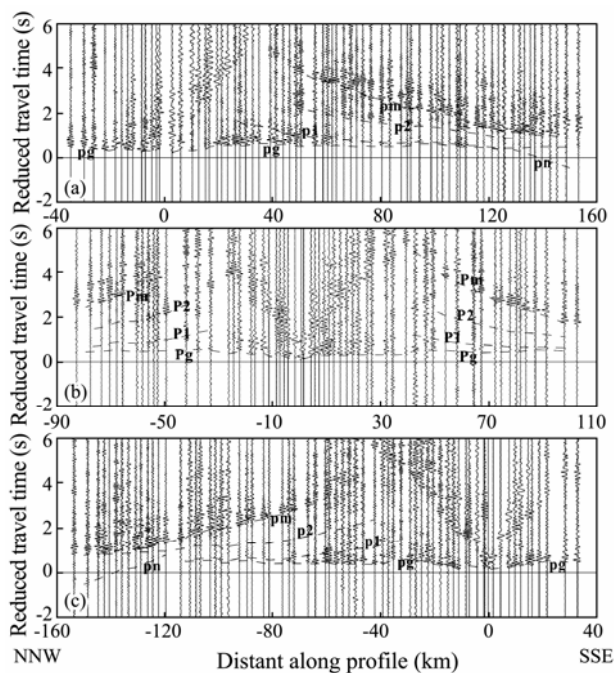 Reduced travel time (s)
6
4
2
0
-2
pg
pg
p1
pm
p2
pn
(a)
-40 0 40 80 120 160
Reduced travel time (s)
6
4
2
0
-2
Pm
P2
P1
Pg
Pm
P2
P1
Pg
(b)
-90 -50 -10 30 70 110
Reduced travel time (s)
6
4
2
0
-2
pm
p2
p1
pn
pg
pg
(c)
-160 -120 -80 -40 0 40
NNW Distant along profile (km) SSE